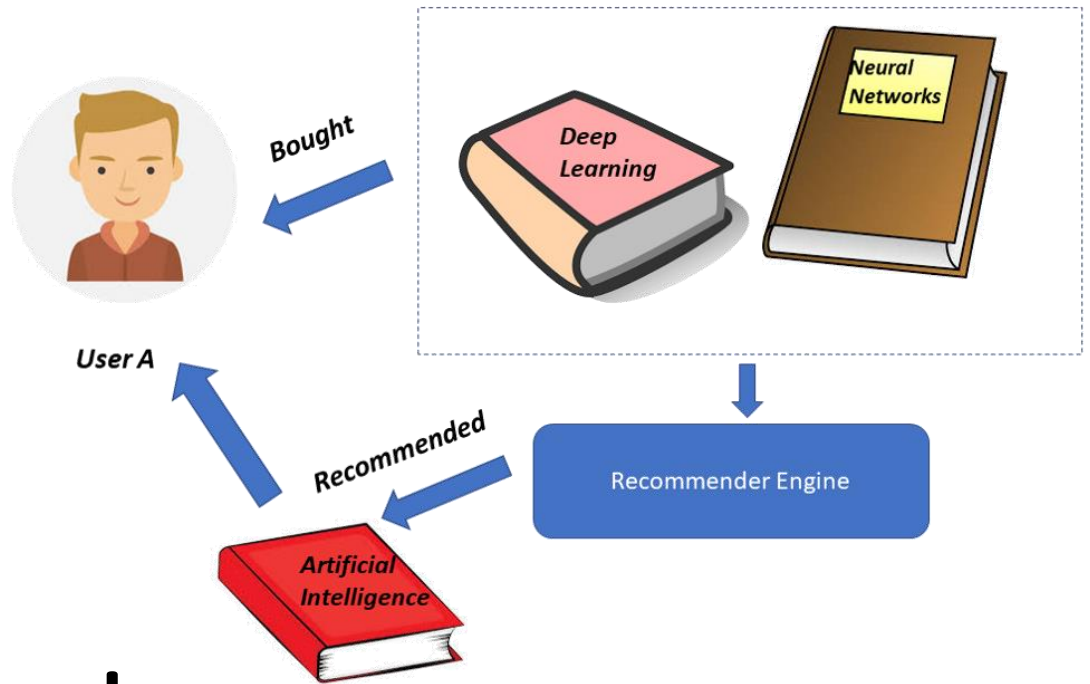 Neural
Networks
Bought
Deep
Learning
User A
Recommended
Recommender Engine
Artificial
Intelligence